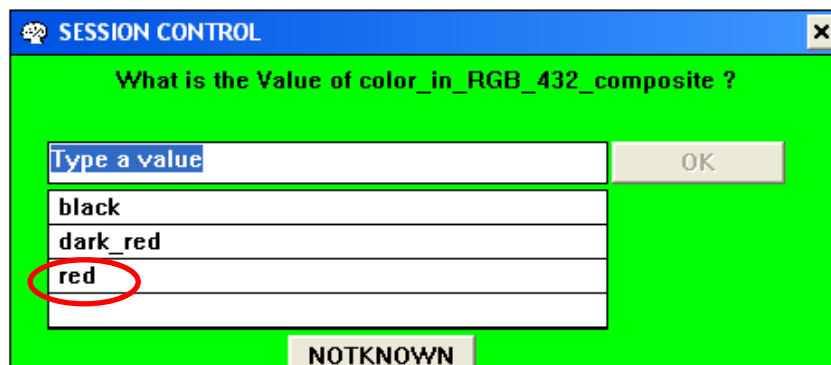 SESSION CONTROL
What is the Value of color_in_RGB_432_composite ?
Type a value
OK
black
dark_red
red
NOTKNOWN